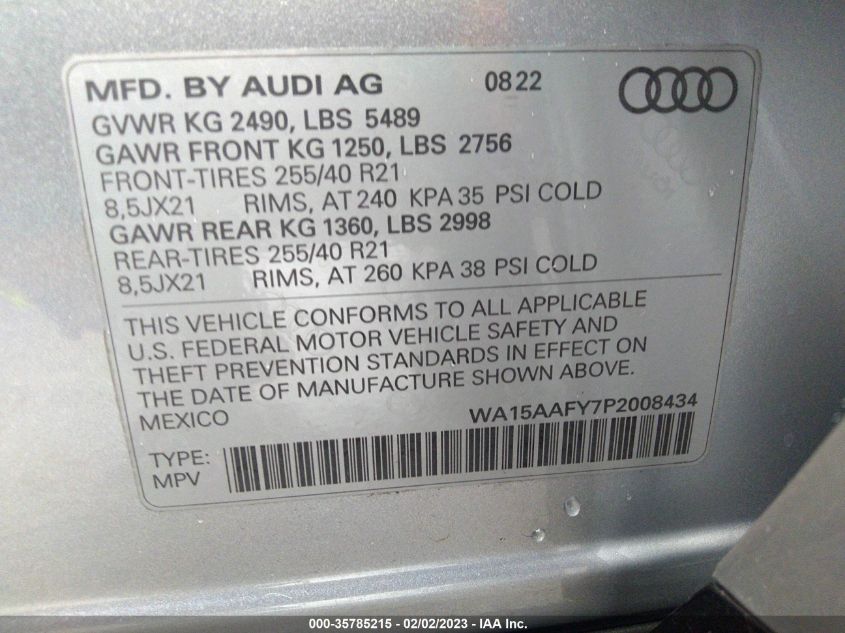 MFD. BY AUDI AG 08 22
GVWR KG 2490, LBS 5489
GAWR FRONT KG 1250, LBS 2756
FRONT-TIRES 255/40 R21
8,5JX21 RIMS, AT 240 KPA 35 PSI COLD
GAWR REAR KG 1360, LBS 2998
REAR-TIRES 255/40 R21
8,5JX21 RIMS, AT 260 KPA 38 PSI COLD
THIS VEHICLE CONFORMS TO ALL APPLICABLE
U.S. FEDERAL MOTOR VEHICLE SAFETY AND
THEFT PREVENTION STANDARDS IN EFFECT ON
THE DATE OF MANUFACTURE SHOWN ABOVE.
MEXICO WA15AAFY7P2008434
TYPE:
MPV
000-35785215 - 02/02/2023 - IAAI.com